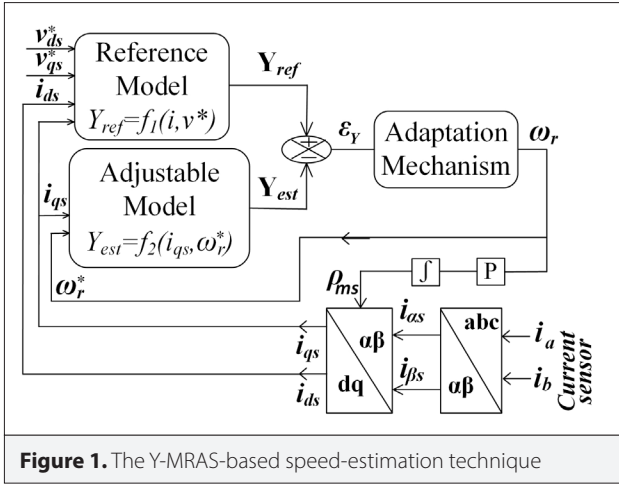 v*ds
v*qs
ids
Reference
Model
Yref=f1(i,v*)
Yref
+
−
εY
Adaptation
Mechanism
ωr
iqs
Adjustable
Model
Yest=f2(iqs,ω*r)
Yest
ω*r
ρms
∫
P
iqs
ids
αβ
dq
iαs
iβs
abc
αβ
ia
ib
Current
sensor
Figure 1. The Y-MRAS-based speed-estimation technique